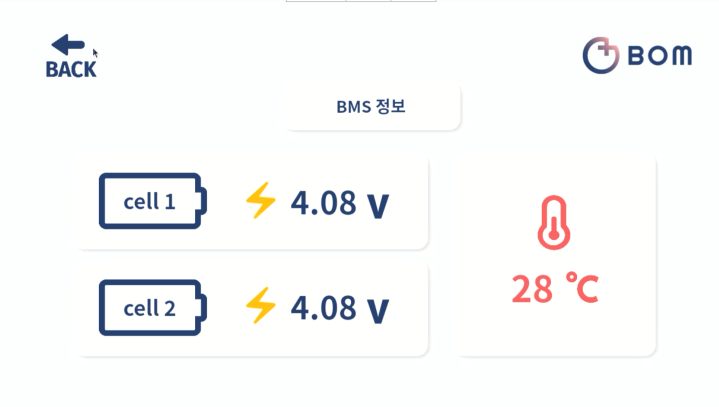 BACK
BOM
BMS 정보
cell 1
4.08 V
cell 2
4.08 V
28 ℃